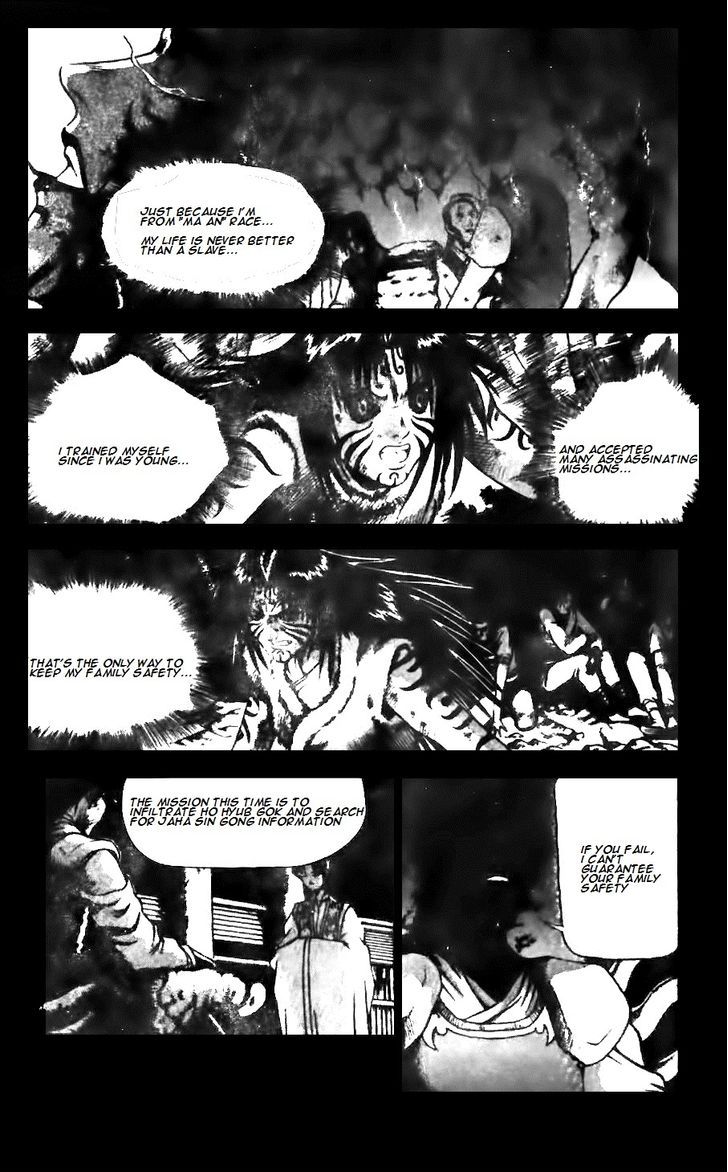 JUST BECAUSE I'M
FROM "MA AN" RACE...
MY LIFE IS NEVER BETTER
THAN A SLAVE...
I TRAINED MYSELF
SINCE I WAS YOUNG...
AND ACCEPTED
MANY ASSASSINATING
MISSIONS...
THAT'S THE ONLY WAY TO
KEEP MY FAMILY SAFETY...
THE MISSION THIS TIME IS TO
INFILTRATE HO HYUB GOK AND SEARCH
FOR JAHA SIN GONG INFORMATION
IF YOU FAIL,
I CAN'T
GUARANTEE
YOUR FAMILY
SAFETY